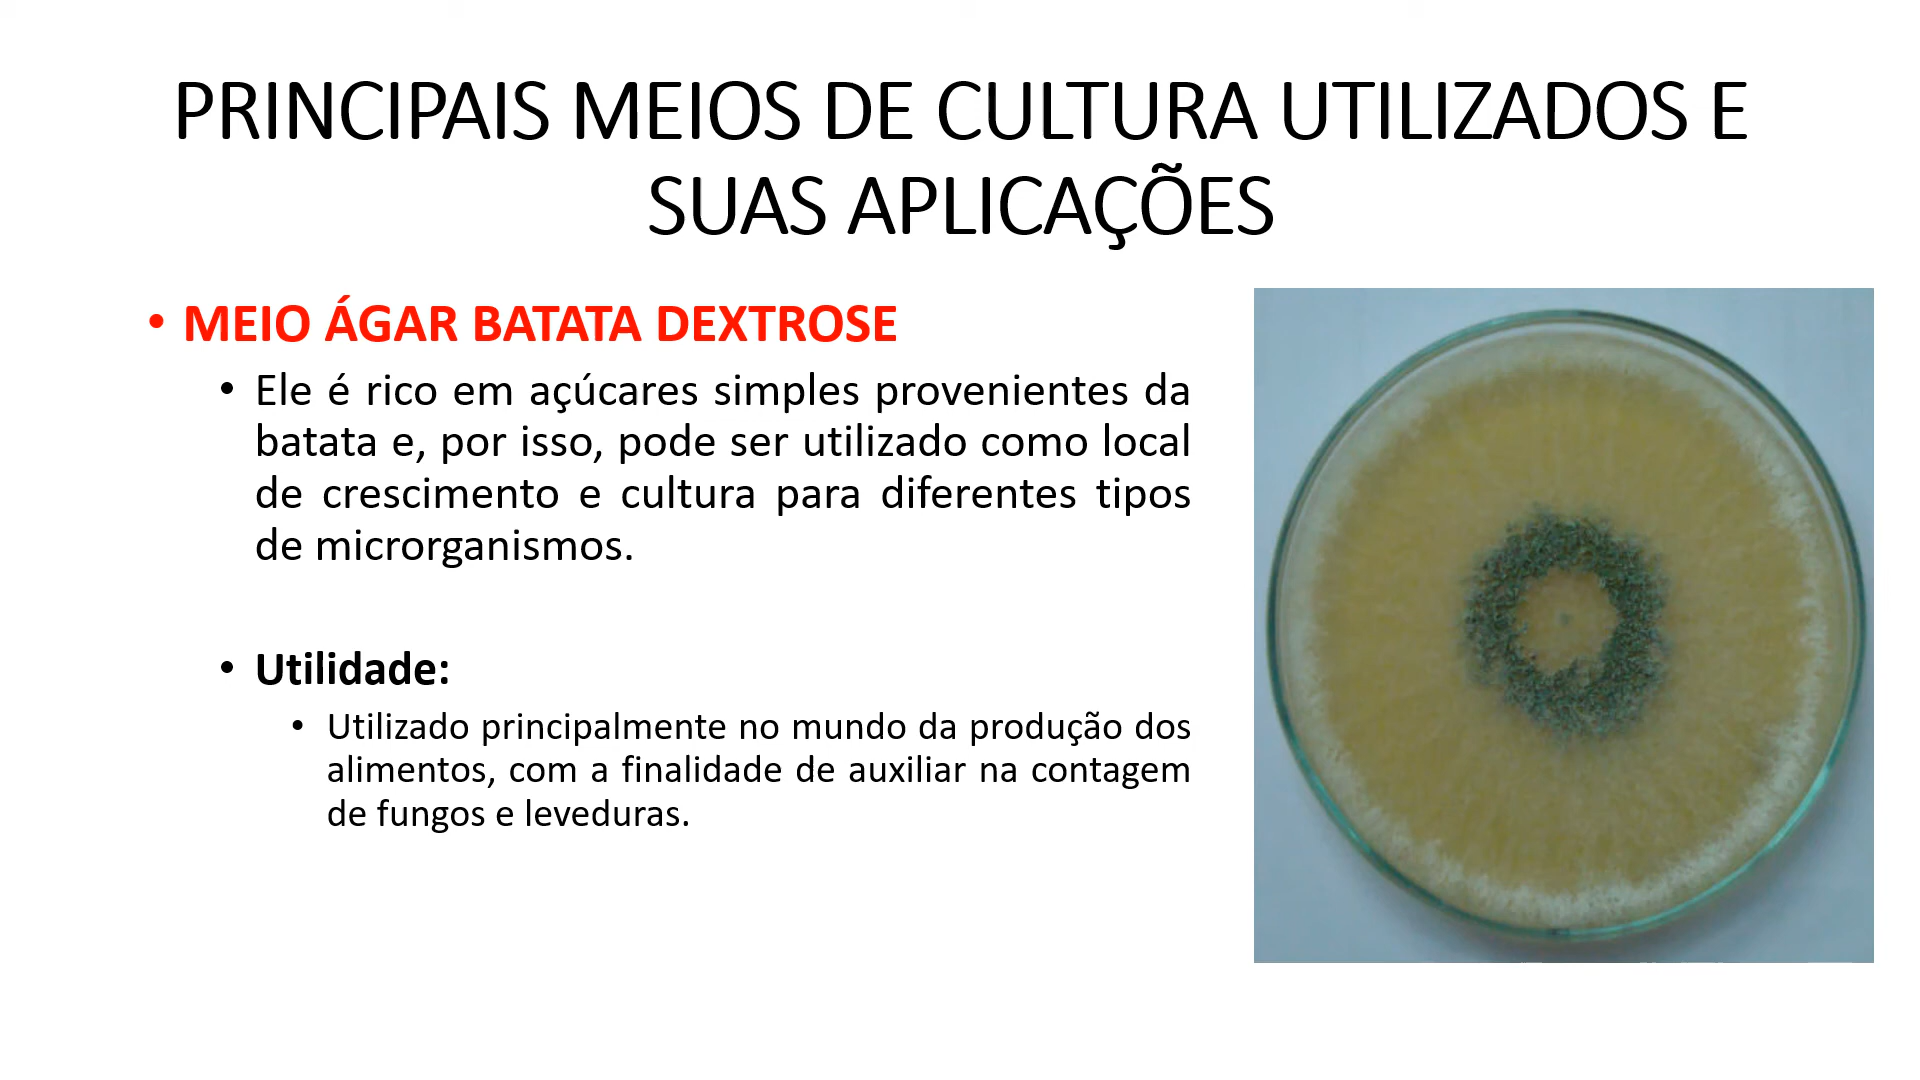 PRINCIPAIS MEIOS DE CULTURA UTILIZADOS E
SUAS APLICAÇÕES
• MEIO ÁGAR BATATA DEXTROSE
• Ele é rico em açúcares simples provenientes da
batata e, por isso, pode ser utilizado como local
de crescimento e cultura para diferentes tipos
de microrganismos.
• Utilidade:
• Utilizado principalmente no mundo da produção dos
alimentos, com a finalidade de auxiliar na contagem
de fungos e leveduras.